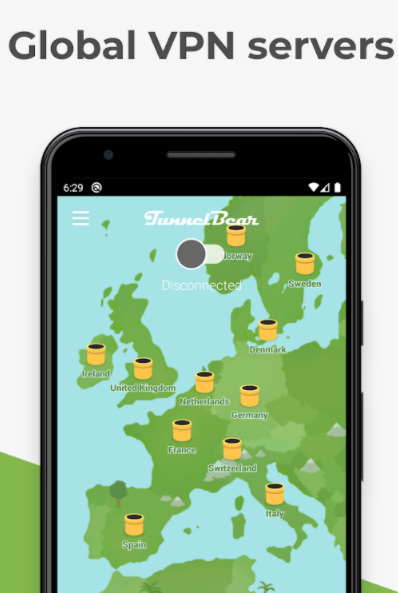 Global VPN servers
6:29
TunnelBear
Norway
Disconnected
Sweden
Denmark
Ireland
United Kingdom
Netherlands
Germany
France
Switzerland
Italy
Spain